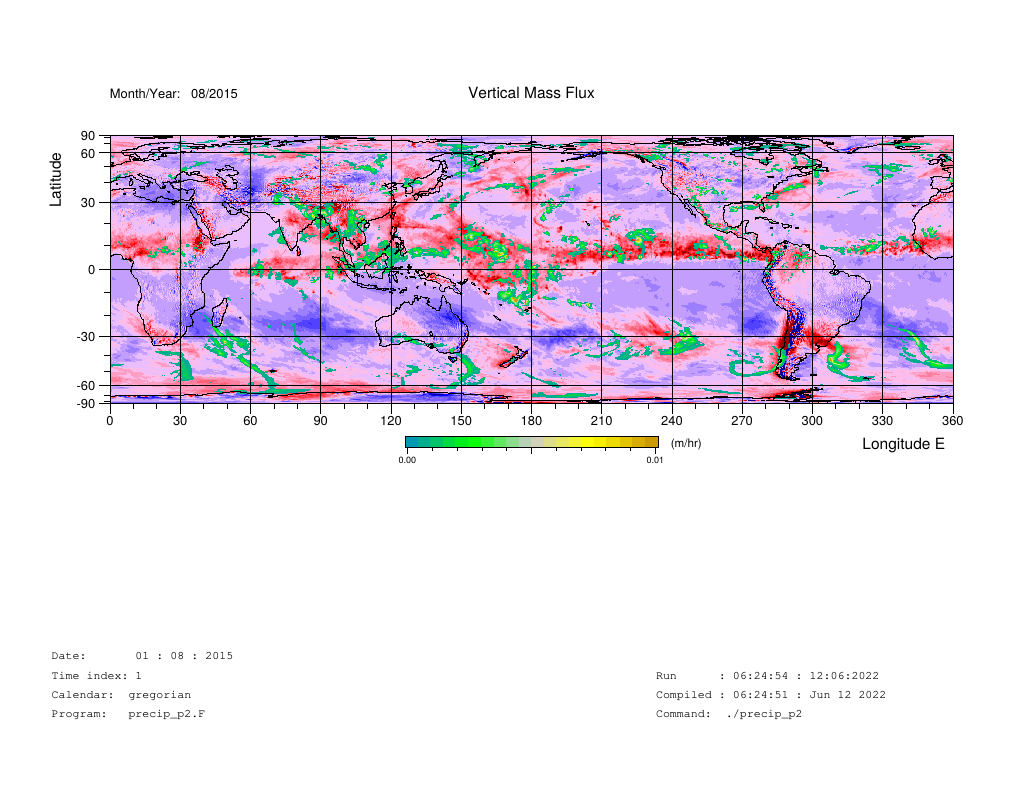 Month/Year: 08/2015 Vertical Mass Flux
Latitude
90
60
30
0
-30
-60
-90
0 30 60 90 120 150 180 210 240 270 300 330 360
(m/hr) Longitude E
0.00 0.01
Date: 01 : 08 : 2015
Time index: 1 Run : 06:24:54 : 12:06:2022
Calendar: gregorian Compiled : 06:24:51 : Jun 12 2022
Program: precip_p2.F Command: ./precip_p2